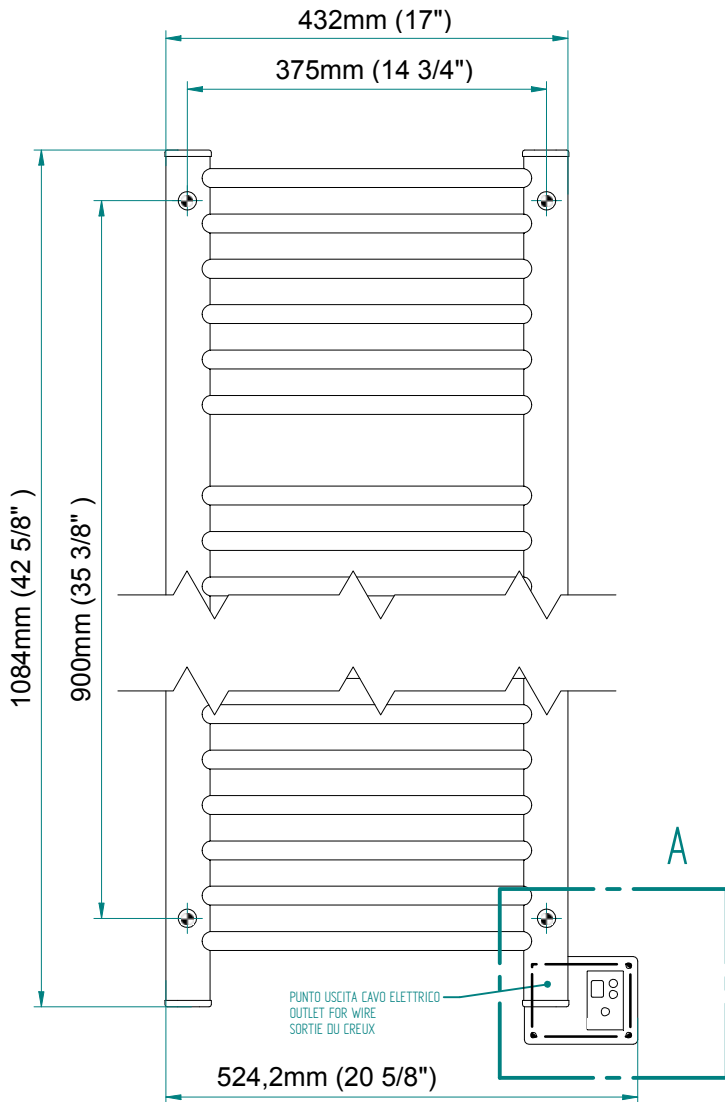 432mm (17")
375mm (14 3/4")
1084mm (42 5/8" )
900mm (35 3/8" )
A
PUNTO USCITA CAVO ELETTRICO
OUTLET FOR WIRE
SORTIE DU CREUX
524,2mm (20 5/8")